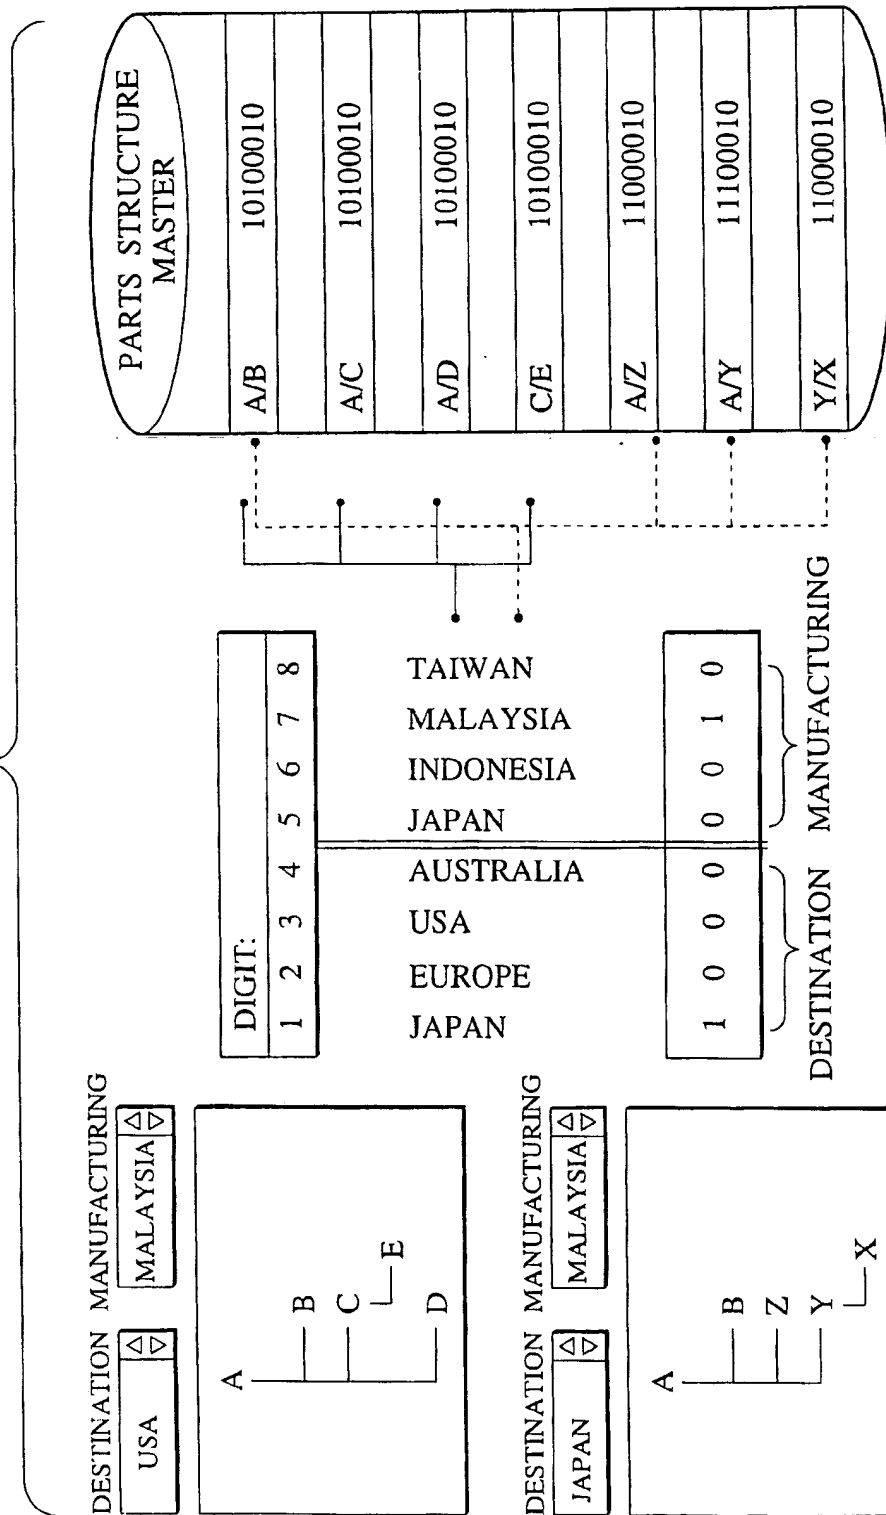 DESTINATION MANUFACTURING
USA MALAYSIA
A
B
C
E
D
DESTINATION MANUFACTURING
JAPAN MALAYSIA
A
B
Z
Y
X
DIGIT:
1 2 3 4 5 6 7 8
JAPAN
EUROPE
USA
AUSTRALIA
JAPAN
INDONESIA
MALAYSIA
TAIWAN
1 0 0 0 0 0 1 0
DESTINATION MANUFACTURING
PARTS STRUCTURE
MASTER
A/B 10100010
A/C 10100010
A/D 10100010
C/E 10100010
A/Z 11000010
A/Y 11100010
Y/X 11000010